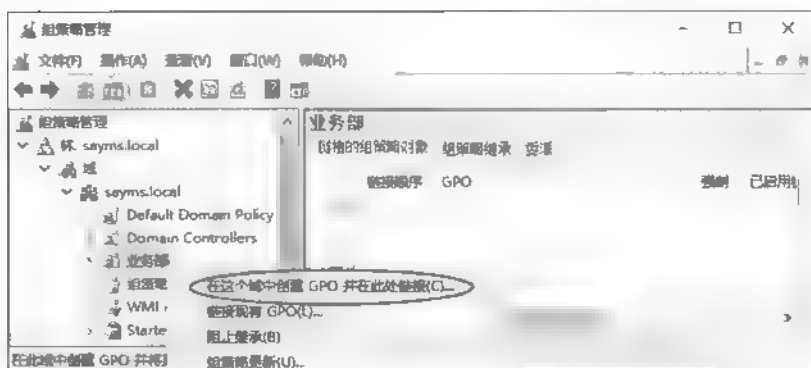 组策略管理
文件(F) 操作(A) 查看(V) 窗口(W) 帮助(H)
组策略管理
林: sayms.local
域
sayms.local
Default Domain Policy
Domain Controllers
业务部
组策略
WMI
Starte
业务部
链接的组策略对象 组策略继承 委派
链接顺序 GPO 强制 已启用
在这个域中创建 GPO 并在此处链接(C)...
链接现有 GPO(L)...
阻止继承(B)
组策略更新(U)...
在此域中创建 GPO 并将